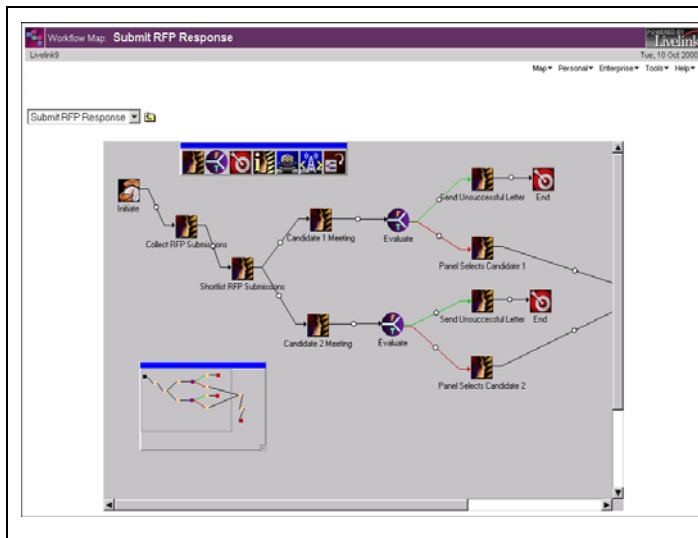 Workflow Map: Submit RFP Response
POWERED BY
Livelink
Livelink9
Tue, 10 Oct 2000
Map Personal Enterprise Tools Help
Submit RFP Response
Initiate
Collect RFP Submissions
Shortlist RFP Submissions
Candidate 1 Meeting
Evaluate
Send Unsuccessful Letter
End
Panel Selects Candidate 1
Candidate 2 Meeting
Evaluate
Send Unsuccessful Letter
End
Panel Selects Candidate 2